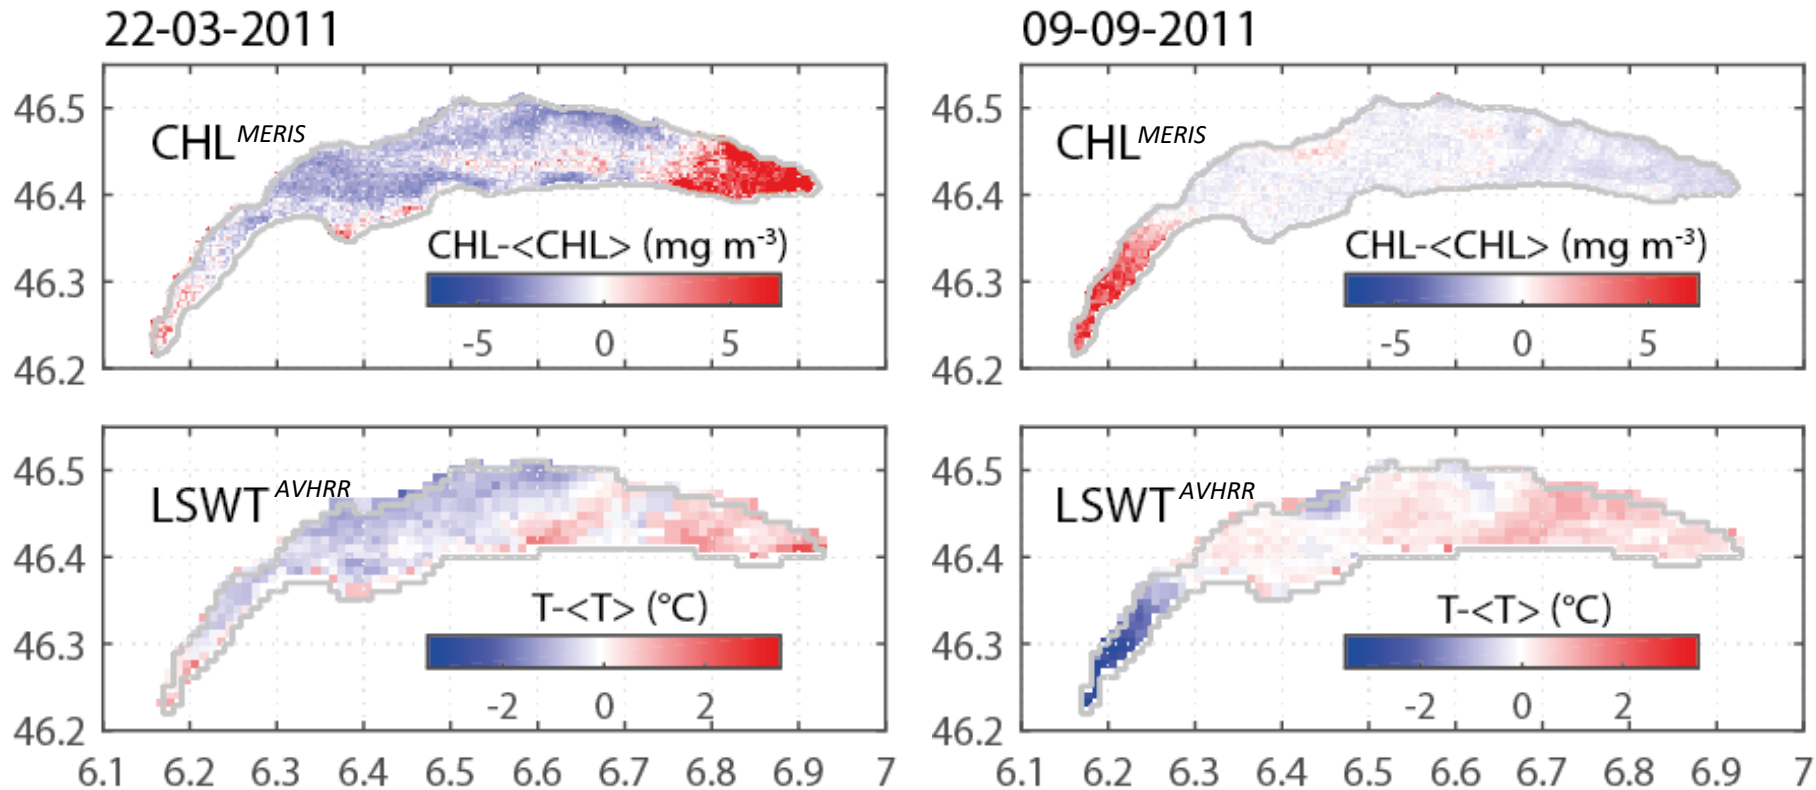 22-03-2011
09-09-2011
46.5
46.4
46.3
46.2
CHL MERIS
CHL-<CHL> (mg m-3)
-5 0 5
46.5
46.4
46.3
46.2
CHL MERIS
CHL-<CHL> (mg m-3)
-5 0 5
46.5
46.4
46.3
46.2
LSWT AVHRR
T-<T> (°C)
-2 0 2
6.1 6.2 6.3 6.4 6.5 6.6 6.7 6.8 6.9 7
46.5
46.4
46.3
46.2
LSWT AVHRR
T-<T> (°C)
-2 0 2
6.1 6.2 6.3 6.4 6.5 6.6 6.7 6.8 6.9 7